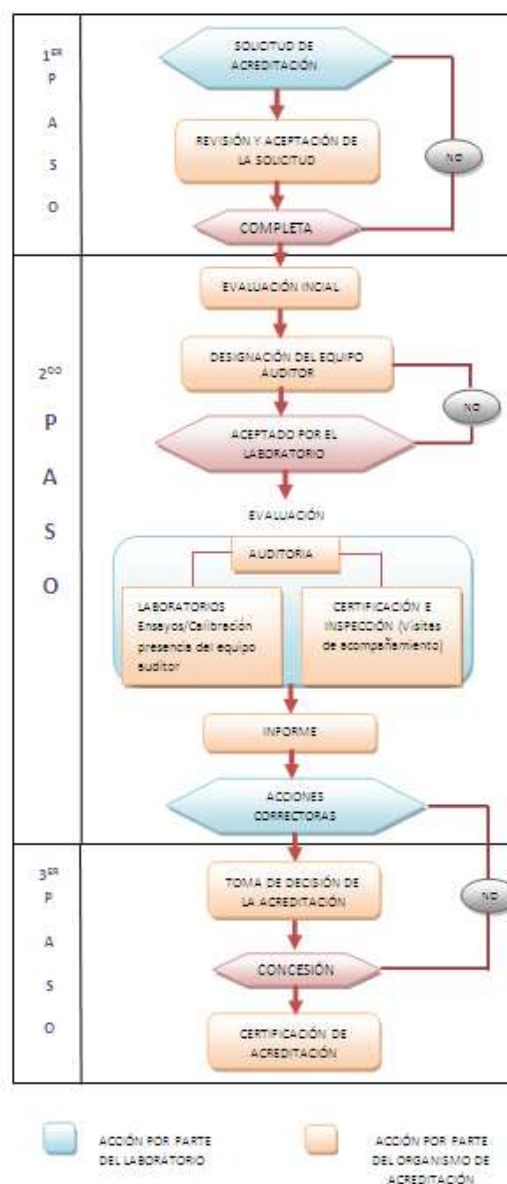 1ER
P
A
S
O
SOLICITUD DE
ACREDITACIÓN
REVISIÓN Y ACEPTACIÓN DE
LA SOLICITUD
NO
COMPLETA
2DO
P
A
S
O
EVALUACIÓN INCIAL
DESIGNACIÓN DEL EQUIPO
AUDITOR
NO
ACEPTADO POR EL
LABORATORIO
EVALUACIÓN
AUDITORIA
LABORATORIOS
Ensayos/Calibración
presencia del equipo
auditor
CERTIFICACIÓN E
INSPECCIÓN (Visitas
de acompañamiento)
INFORME
ACCIONES
CORRECTORAS
3ER
P
A
S
O
TOMA DE DECISIÓN DE
LA ACREDITACIÓN
NO
CONCESIÓN
CERTIFICACIÓN DE
ACREDITACIÓN
ACCIÓN POR PARTE
DEL LABORATORIO
ACCIÓN POR PARTE
DEL ORGANISMO DE
ACREDITACIÓN